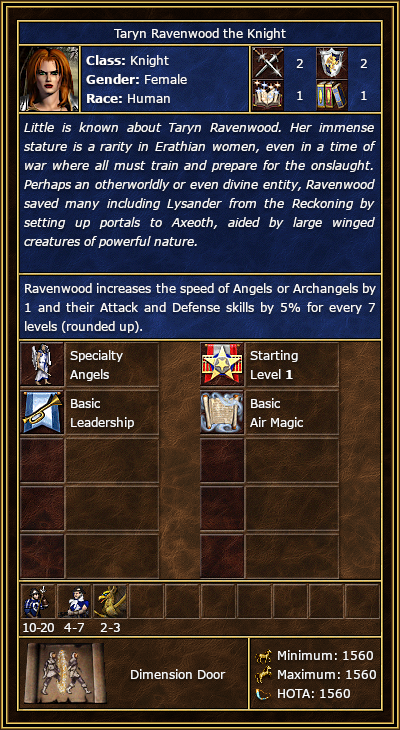 Taryn Ravenwood the Knight
Class: Knight
Gender: Female
Race: Human
2
2
1
1
Little is known about Taryn Ravenwood. Her immense
stature is a rarity in Erathian women, even in a time of
war where all must train and prepare for the onslaught.
Perhaps an otherworldly or even divine entity, Ravenwood
saved many including Lysander from the Reckoning by
setting up portals to Axeoth, aided by large winged
creatures of powerful nature.
Ravenwood increases the speed of Angels or Archangels by
1 and their Attack and Defense skills by 5% for every 7
levels (rounded up).
Specialty
Angels
Starting
Level 1
Basic
Leadership
Basic
Air Magic
10-20 4-7 2-3
Dimension Door
Minimum: 1560
Maximum: 1560
HOTA: 1560